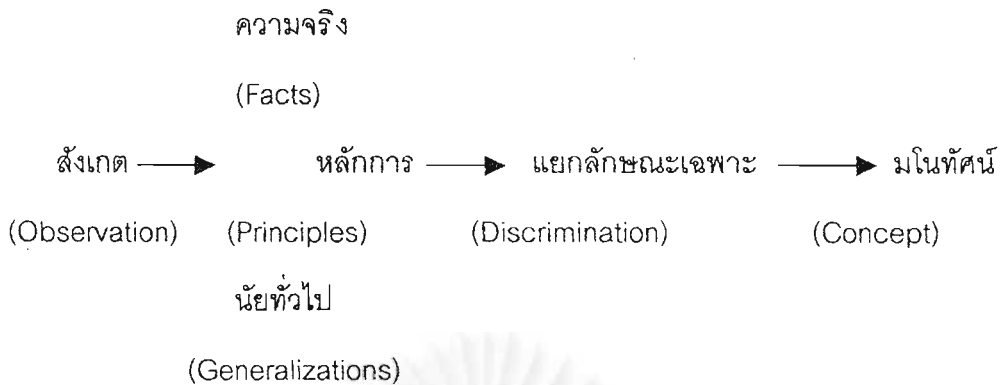 ความจริง
(Facts)
สังเกต หลักการ แยกลักษณะเฉพาะ มโนทัศน์
(Observation) (Principles) (Discrimination) (Concept)
นัยทั่วไป
(Generalizations)